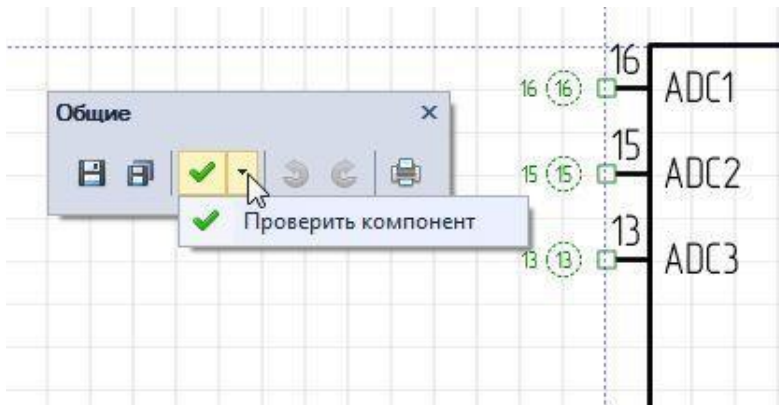 Общие
Проверить компонент
16 16 16 ADC1
15 15 15 ADC2
13 13 13 ADC3